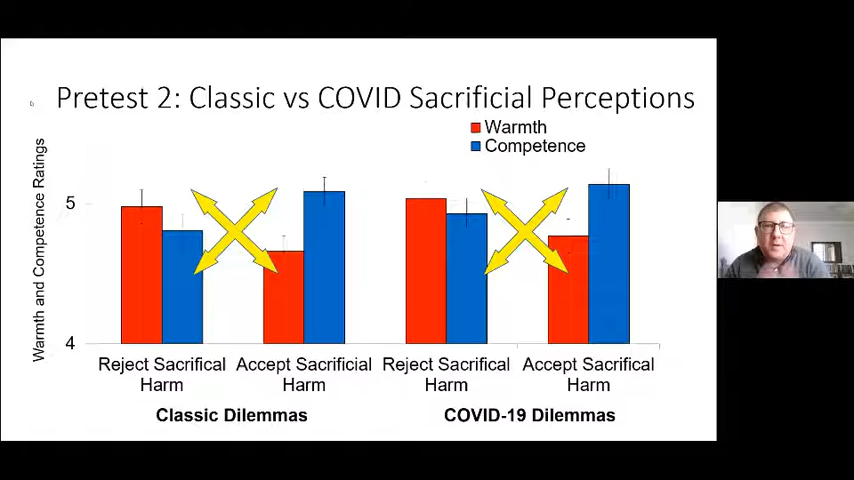 Pretest 2: Classic vs COVID Sacrificial Perceptions
Warmth
Competence
Warmth and Competence Ratings
5
4
Reject Sacrifical Harm
Accept Sacrificial Harm
Reject Sacrifical Harm
Accept Sacrifical Harm
Classic Dilemmas
COVID-19 Dilemmas